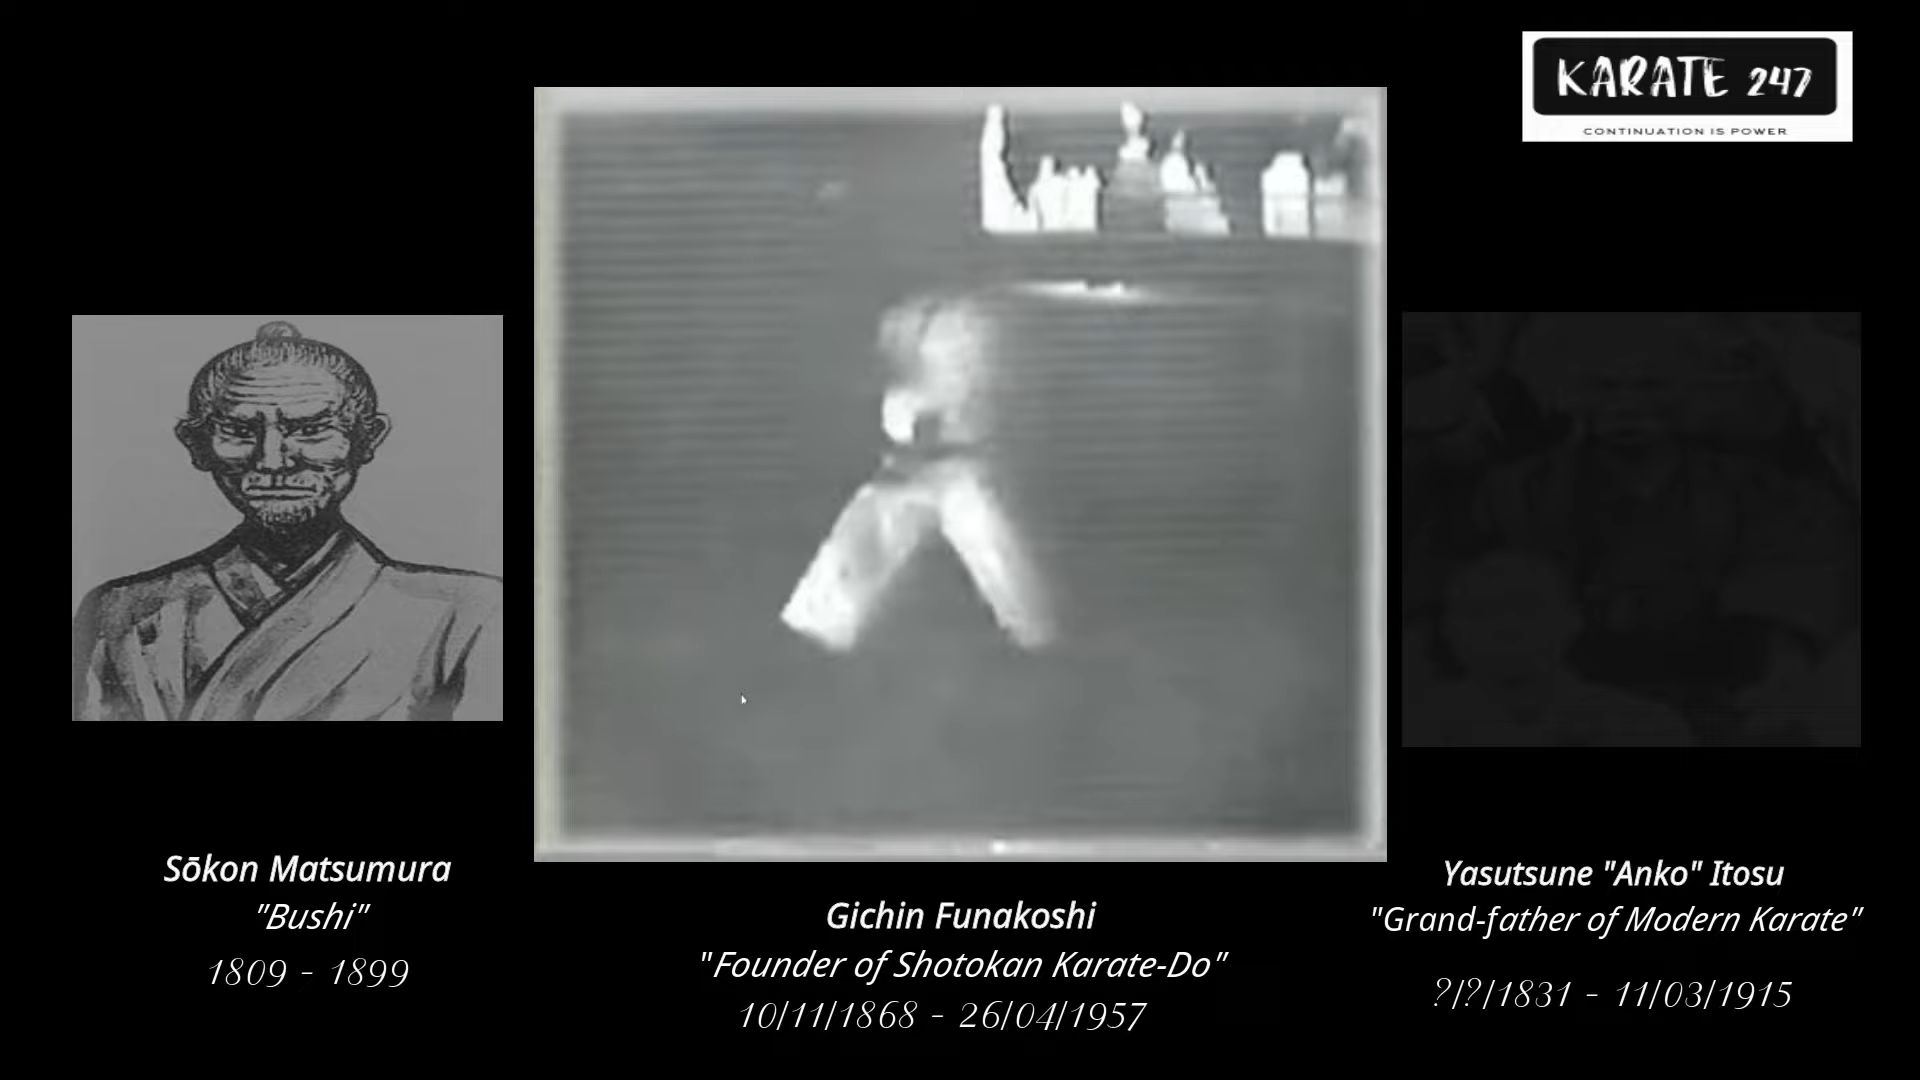 KARATE 247
CONTINUATION IS POWER
Sōkon Matsumura
"Bushi"
1809 - 1899
Gichin Funakoshi
"Founder of Shotokan Karate-Do"
10/11/1868 - 26/04/1957
Yasutsune "Anko" Itosu
"Grand-father of Modern Karate"
?/?/1831 - 11/03/1915